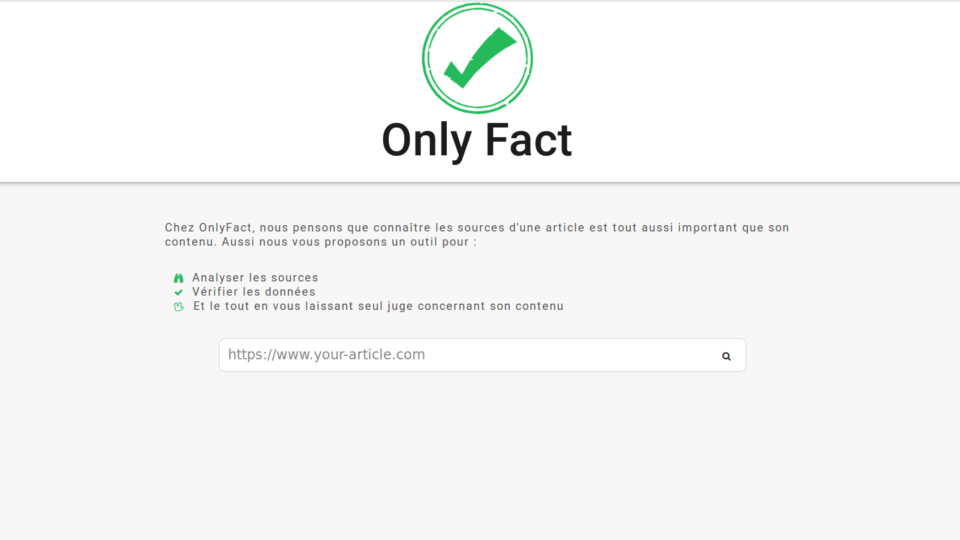 Only Fact
Chez OnlyFact, nous pensons que connaître les sources d'une article est tout aussi important que son
contenu. Aussi nous vous proposons un outil pour :
Analyser les sources
Vérifier les données
Et le tout en vous laissant seul juge concernant son contenu
https://www.your-article.com